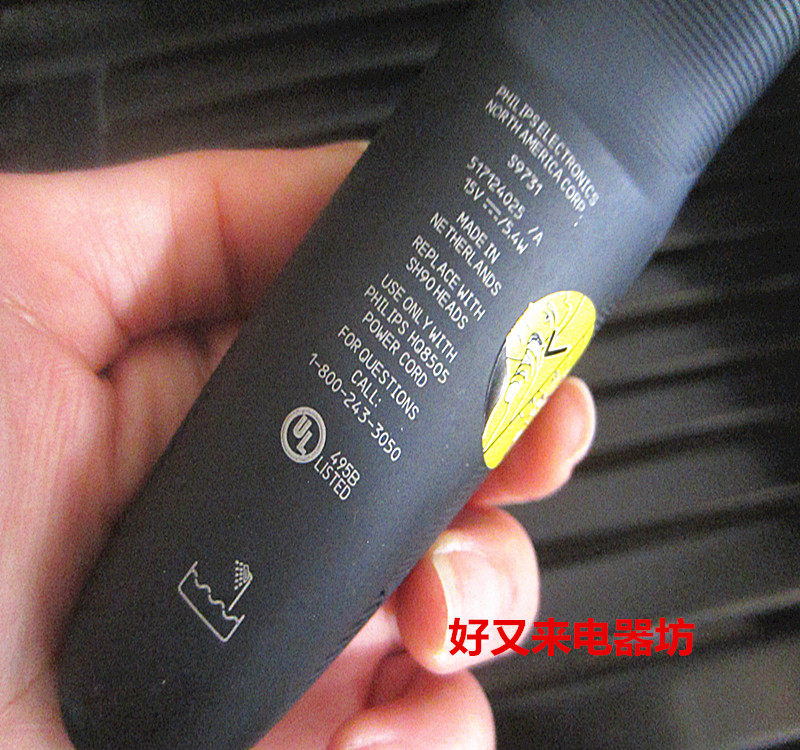 PHILIPS ELECTRONICS
NORTH AMERICA CORP.
S9731
517124025 /A
15V ⎓/5.4W
MADE IN
NETHERLANDS
REPLACE WITH
SH90 HEADS
USE ONLY WITH
PHILIPS HQ8505
POWER CORD
FOR QUESTIONS
CALL:
1-800-243-3050
UL
495B
LISTED
V
好又来电器坊